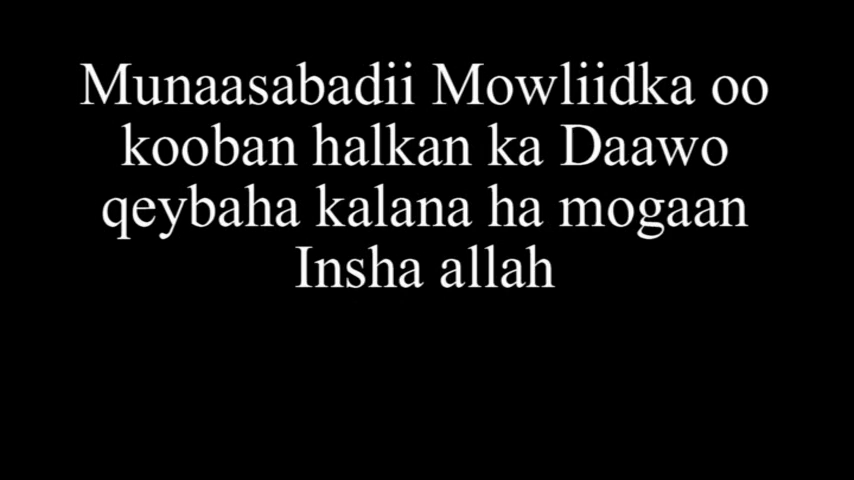 Munaasabadii Mowliidka oo
kooban halkan ka Daawo
qeybaha kalana ha mogaan
Insha allah